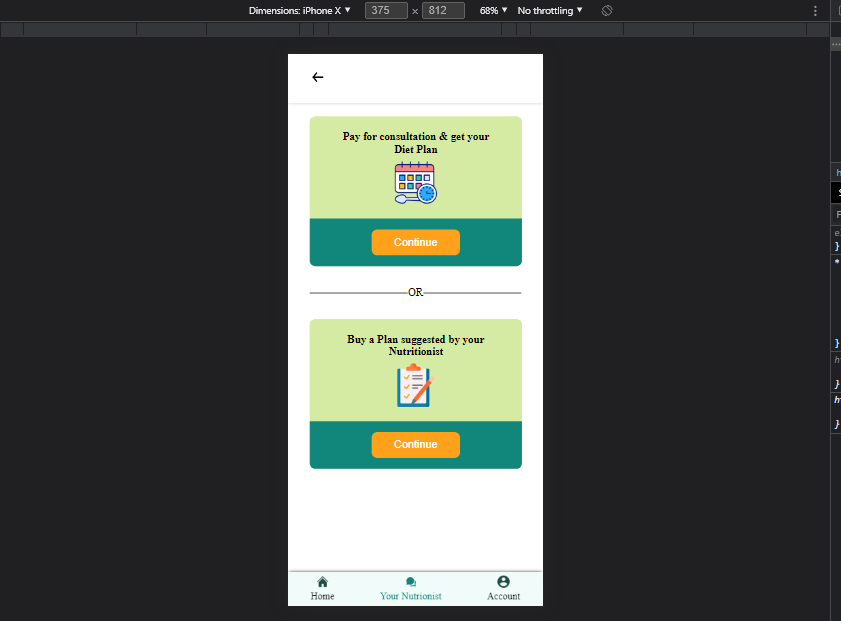 Dimensions: iPhone X ▼ 375 × 812 68% ▼ No throttling ▼
Pay for consultation & get your
Diet Plan
Continue
OR
Buy a Plan suggested by your
Nutritionist
Continue
Home Your Nutrionist Account